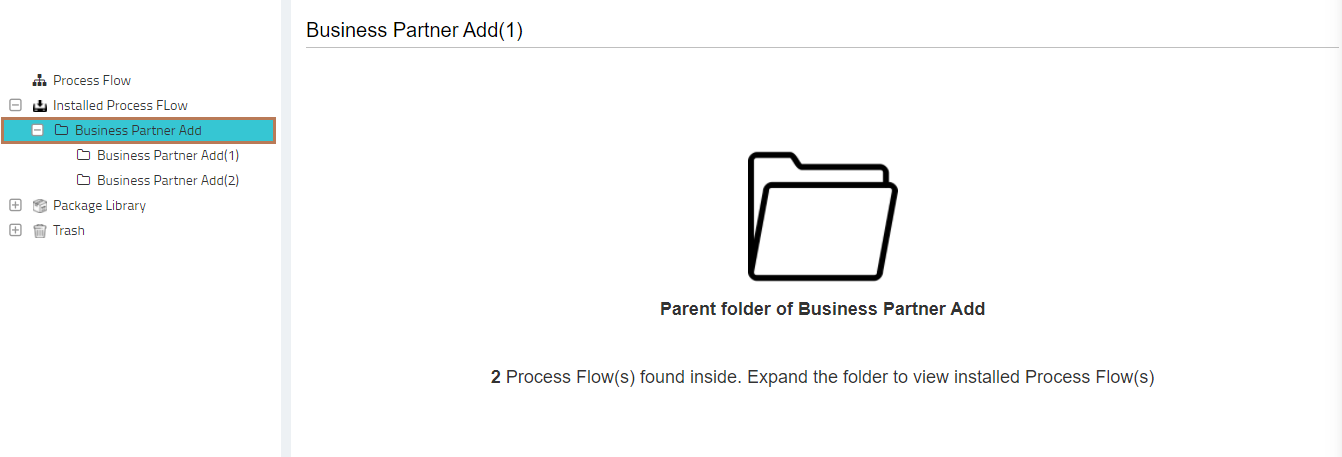 Business Partner Add(1)
Process Flow
Installed Process FLow
Business Partner Add
Business Partner Add(1)
Business Partner Add(2)
Package Library
Trash
Parent folder of Business Partner Add
2 Process Flow(s) found inside. Expand the folder to view installed Process Flow(s)